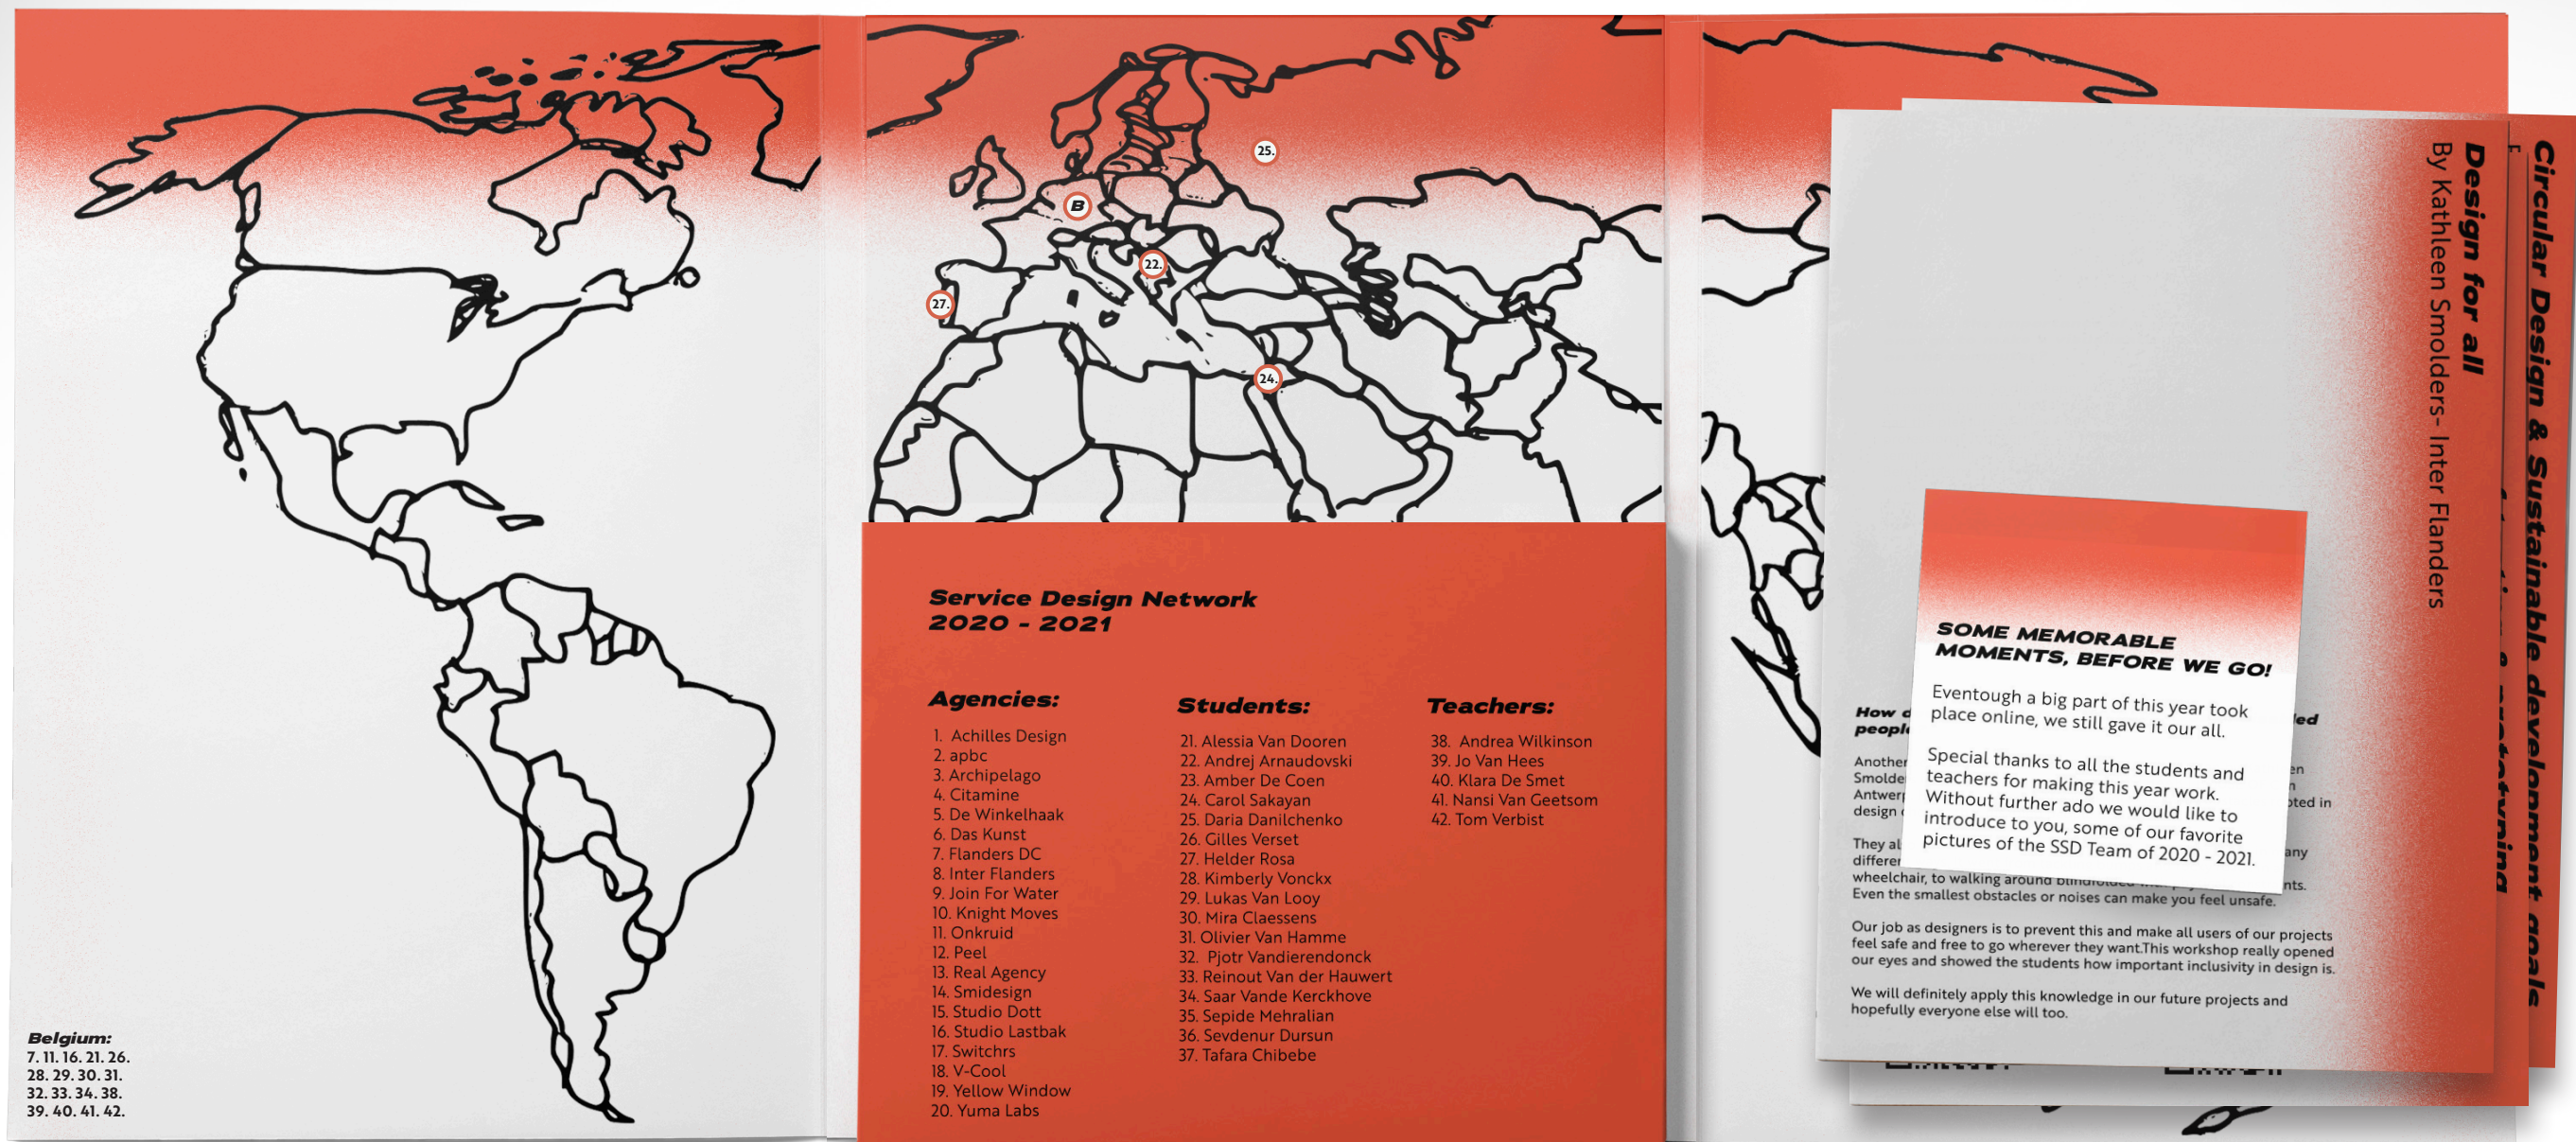 25.
B
22.
27.
24.
Belgium:
7. 11. 16. 21. 26.
28. 29. 30. 31.
32. 33. 34. 38.
39. 40. 41. 42.
Service Design Network
2020 - 2021
Agencies:
1. Achilles Design
2. apbc
3. Archipelago
4. Citamine
5. De Winkelhaak
6. Das Kunst
7. Flanders DC
8. Inter Flanders
9. Join For Water
10. Knight Moves
11. Onkruid
12. Peel
13. Real Agency
14. Smidesign
15. Studio Dott
16. Studio Lastbak
17. Switchrs
18. V-Cool
19. Yellow Window
20. Yuma Labs
Students:
21. Alessia Van Dooren
22. Andrej Arnaudovski
23. Amber De Coen
24. Carol Sakayan
25. Daria Danilchenko
26. Gilles Verset
27. Helder Rosa
28. Kimberly Vonckx
29. Lukas Van Looy
30. Mira Claessens
31. Olivier Van Hamme
32. Pjotr Vandierendonck
33. Reinout Van der Hauwert
34. Saar Vande Kerckhove
35. Sepide Mehralian
36. Sevdenur Dursun
37. Tafara Chibebe
Teachers:
38. Andrea Wilkinson
39. Jo Van Hees
40. Klara De Smet
41. Nansi Van Geetsom
42. Tom Verbist
Circular Design & Sustainable development goals
& prototyping
Design for all
By Kathleen Smolders- Inter Flanders
SOME MEMORABLE
MOMENTS, BEFORE WE GO!
Eventough a big part of this year took
place online, we still gave it our all.
Special thanks to all the students and
teachers for making this year work.
Without further ado we would like to
introduce to you, some of our favorite
pictures of the SSD Team of 2020 - 2021.
How
Another
in
They
wheelchair, to walking around
Even the smallest obstacles or noises can make you feel unsafe.
Our job as designers is to prevent this and make all users of our projects
feel safe and free to go wherever they want.This workshop really opened
our eyes and showed the students how important inclusivity in design is.
We will definitely apply this knowledge in our future projects and
hopefully everyone else will too.